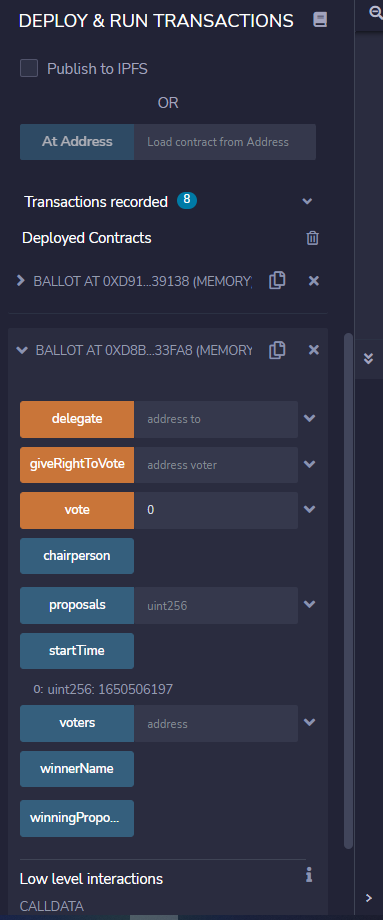 DEPLOY & RUN TRANSACTIONS
Publish to IPFS
OR
At Address Load contract from Address
Transactions recorded 8
Deployed Contracts
BALLOT AT 0XD91...39138 (MEMORY)
BALLOT AT 0XD8B...33FA8 (MEMORY
delegate address to
giveRightToVote address voter
vote 0
chairperson
proposals uint256
startTime
0: uint256: 1650506197
voters address
winnerName
winningPropo...
Low level interactions
CALLDATA